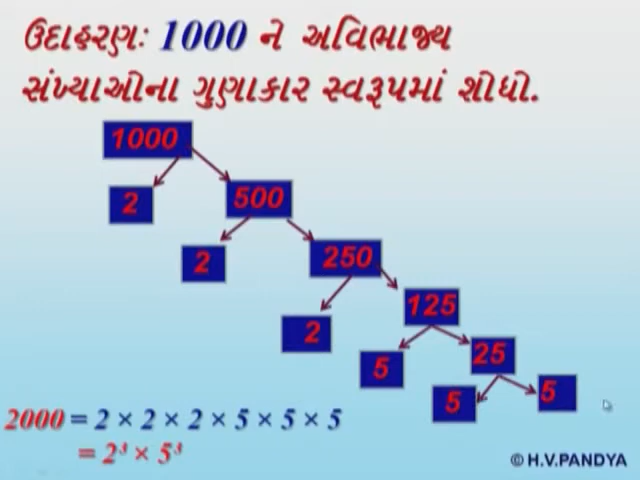 ઉદાહરણઃ 1000 ને અવિભાજ્ય
સંખ્યાઓના ગુણાકાર સ્વરૂપમાં શોધો.
1000
2
500
2
250
2
125
5
25
5
5
2000 = 2 × 2 × 2 × 5 × 5 × 5
= 2³ × 5³
© H.V.PANDYA